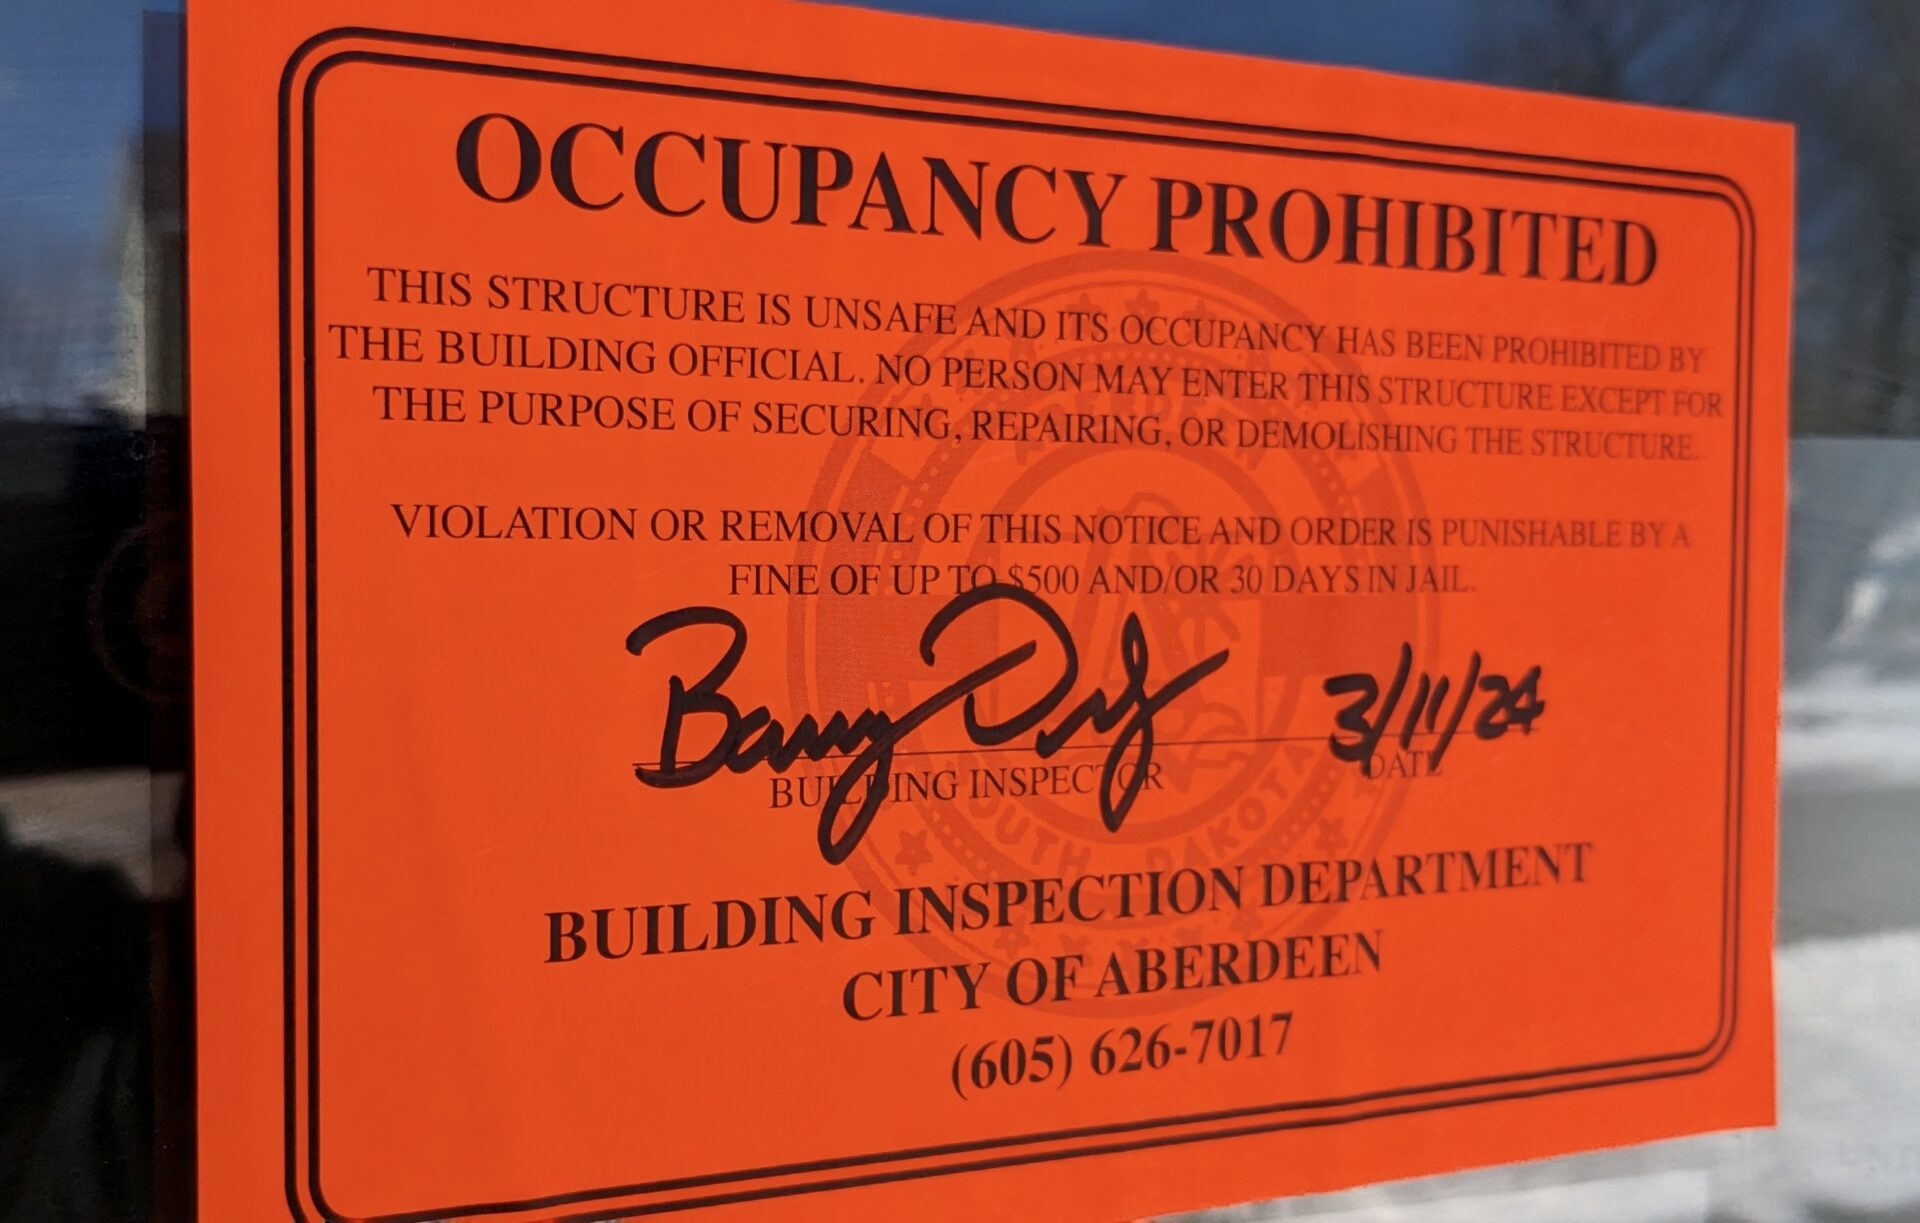 OCCUPANCY PROHIBITED
THIS STRUCTURE IS UNSAFE AND ITS OCCUPANCY HAS BEEN PROHIBITED BY
THE BUILDING OFFICIAL. NO PERSON MAY ENTER THIS STRUCTURE EXCEPT FOR
THE PURPOSE OF SECURING, REPAIRING, OR DEMOLISHING THE STRUCTURE.
VIOLATION OR REMOVAL OF THIS NOTICE AND ORDER IS PUNISHABLE BY A
FINE OF UP TO $500 AND/OR 30 DAYS IN JAIL.
Barry 3/11/24
BUILDING INSPECTOR DATE
SOUTH DAKOTA
BUILDING INSPECTION DEPARTMENT
CITY OF ABERDEEN
(605) 626-7017